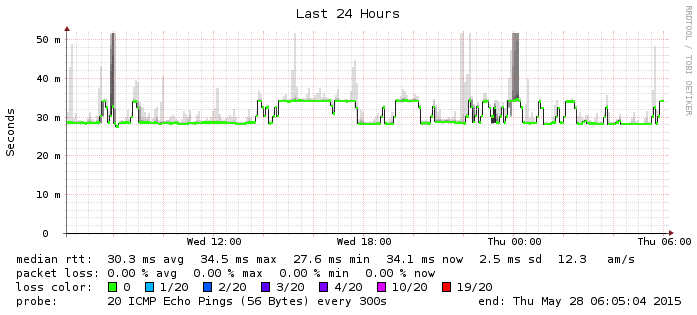 Last 24 Hours
RRDTOOL / TOBI OETIKER
Seconds
50 m
40 m
30 m
20 m
10 m
0
Wed 12:00 Wed 18:00 Thu 00:00 Thu 06:00
median rtt: 30.3 ms avg 34.5 ms max 27.6 ms min 34.1 ms now 2.5 ms sd 12.3 am/s
packet loss: 0.00 % avg 0.00 % max 0.00 % min 0.00 % now
loss color: 0 1/20 2/20 3/20 4/20 10/20 19/20
probe: 20 ICMP Echo Pings (56 Bytes) every 300s end: Thu May 28 06:05:04 2015